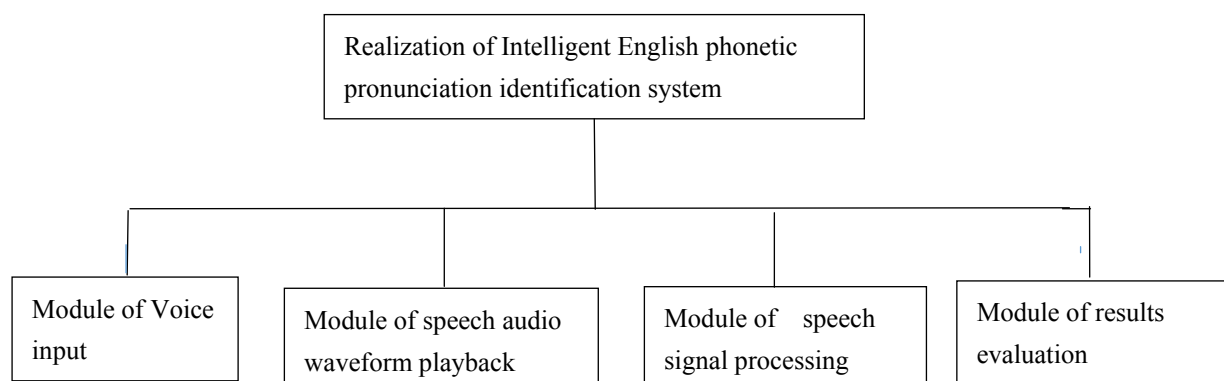 Realization of Intelligent English phonetic
pronunciation identification system
Module of Voice
input
Module of speech audio
waveform playback
Module of speech
signal processing
Module of results
evaluation